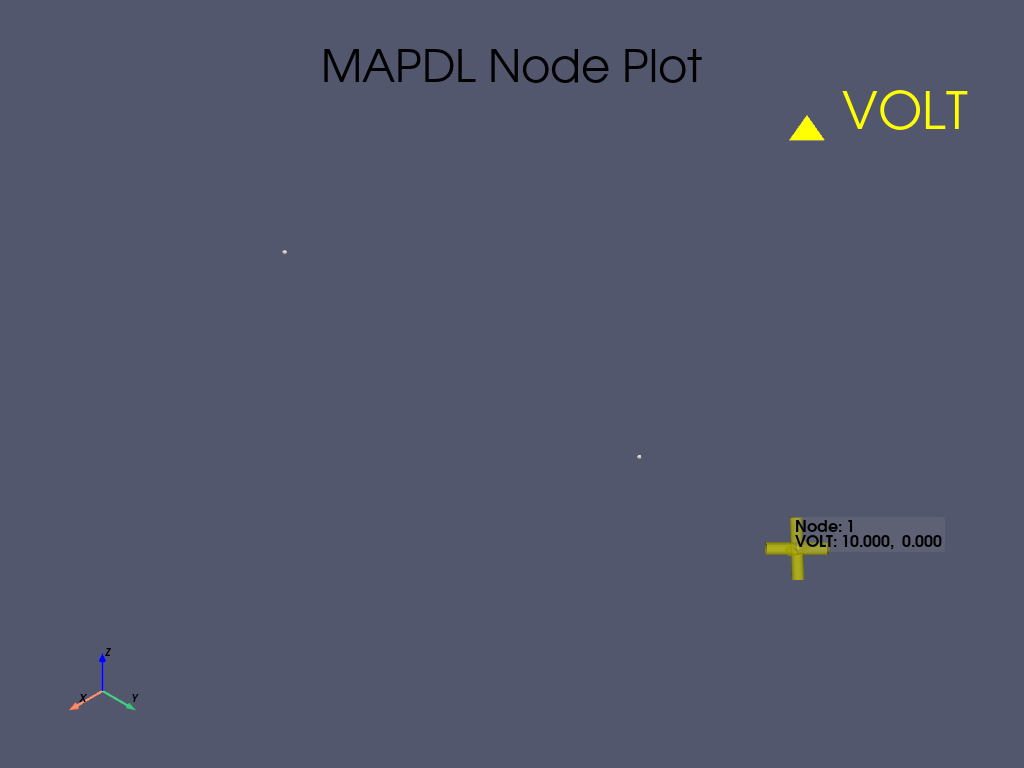 MAPDL Node Plot
VOLT
Node: 1
VOLT: 10.000, 0.000
Z
X
Y